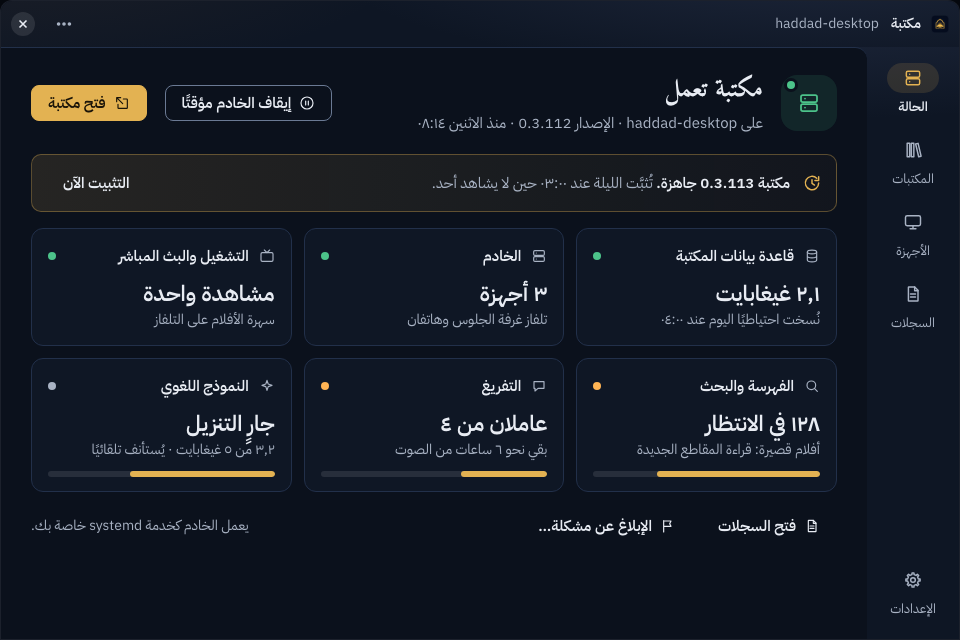 مكتبة haddad-desktop
الحالة
المكتبات
الأجهزة
السجلات
الإعدادات
مكتبة تعمل
على haddad-desktop · الإصدار 0.3.112 · منذ الاثنين ٠٨:١٤
إيقاف الخادم مؤقتًا
فتح مكتبة
مكتبة 0.3.113 جاهزة. تُثبَّت الليلة عند ٠٣:٠٠ حين لا يشاهد أحد.
التثبيت الآن
قاعدة بيانات المكتبة
٢٫١ غيغابايت
نُسخت احتياطيًا اليوم عند ٠٤:٠٠
الخادم
٣ أجهزة
تلفاز غرفة الجلوس وهاتفان
التشغيل والبث المباشر
مشاهدة واحدة
سهرة الأفلام على التلفاز
الفهرسة والبحث
١٢٨ في الانتظار
أفلام قصيرة: قراءة المقاطع الجديدة
التفريغ
عاملان من ٤
بقي نحو ٦ ساعات من الصوت
النموذج اللغوي
جارٍ التنزيل
٣٫٢ من ٥ غيغابايت · يُستأنف تلقائيًا
فتح السجلات
الإبلاغ عن مشكلة...
يعمل الخادم كخدمة systemd خاصة بك.